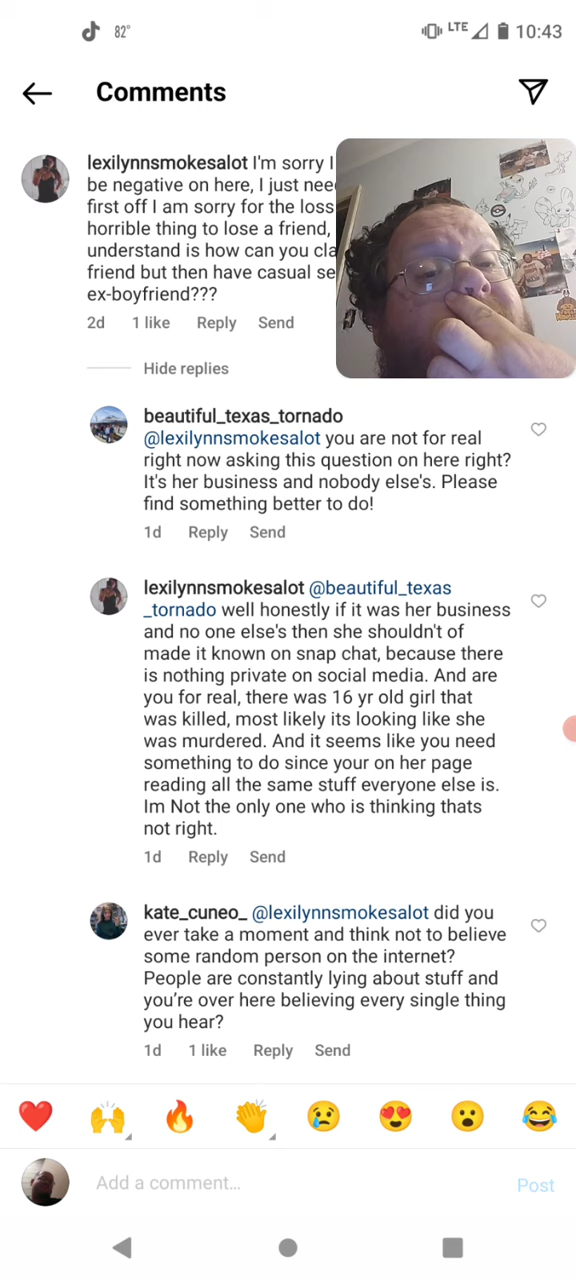 82°
LTE 10:43
Comments
lexilynnsmokesalot I'm sorry I
be negative on here, I just nee
first off I am sorry for the loss
horrible thing to lose a friend,
understand is how can you cla
friend but then have casual se
ex-boyfriend???
2d 1 like Reply Send
Hide replies
beautiful_texas_tornado
@lexilynnsmokesalot you are not for real
right now asking this question on here right?
It's her business and nobody else's. Please
find something better to do!
1d Reply Send
lexilynnsmokesalot @beautiful_texas
_tornado well honestly if it was her business
and no one else's then she shouldn't of
made it known on snap chat, because there
is nothing private on social media. And are
you for real, there was 16 yr old girl that
was killed, most likely its looking like she
was murdered. And it seems like you need
something to do since your on her page
reading all the same stuff everyone else is.
Im Not the only one who is thinking thats
not right.
1d Reply Send
kate_cuneo_ @lexilynnsmokesalot did you
ever take a moment and think not to believe
some random person on the internet?
People are constantly lying about stuff and
you're over here believing every single thing
you hear?
1d 1 like Reply Send
Add a comment... Post